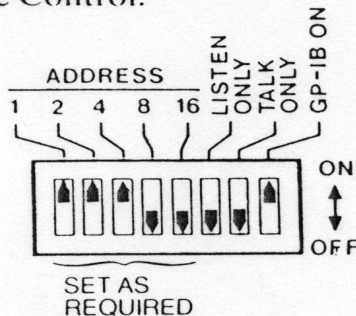 e Control.
ADDRESS
1 2 4 8 16
LISTEN
ONLY
TALK
ONLY
GP-IB ON
ON
OFF
SET AS
REQUIRED